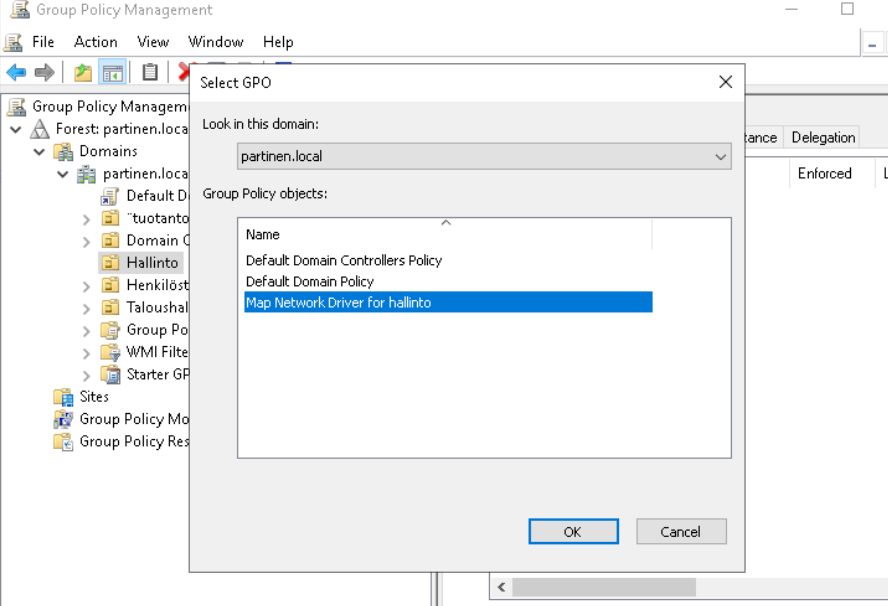 Group Policy Management
File Action View Window Help
Select GPO
Group Policy Managem
Look in this domain:
Forest: partinen.loca
tance Delegation
Domains
partinen.local
partinen.loca
Enforced
Default D
Group Policy objects:
¨tuotanto
Name
Domain C
Hallinto
Default Domain Controllers Policy
Henkilöst
Default Domain Policy
Taloushal
Map Network Driver for hallinto
Group Po
WMI Filte
Starter GP
Sites
Group Policy Mo
Group Policy Res
OK Cancel